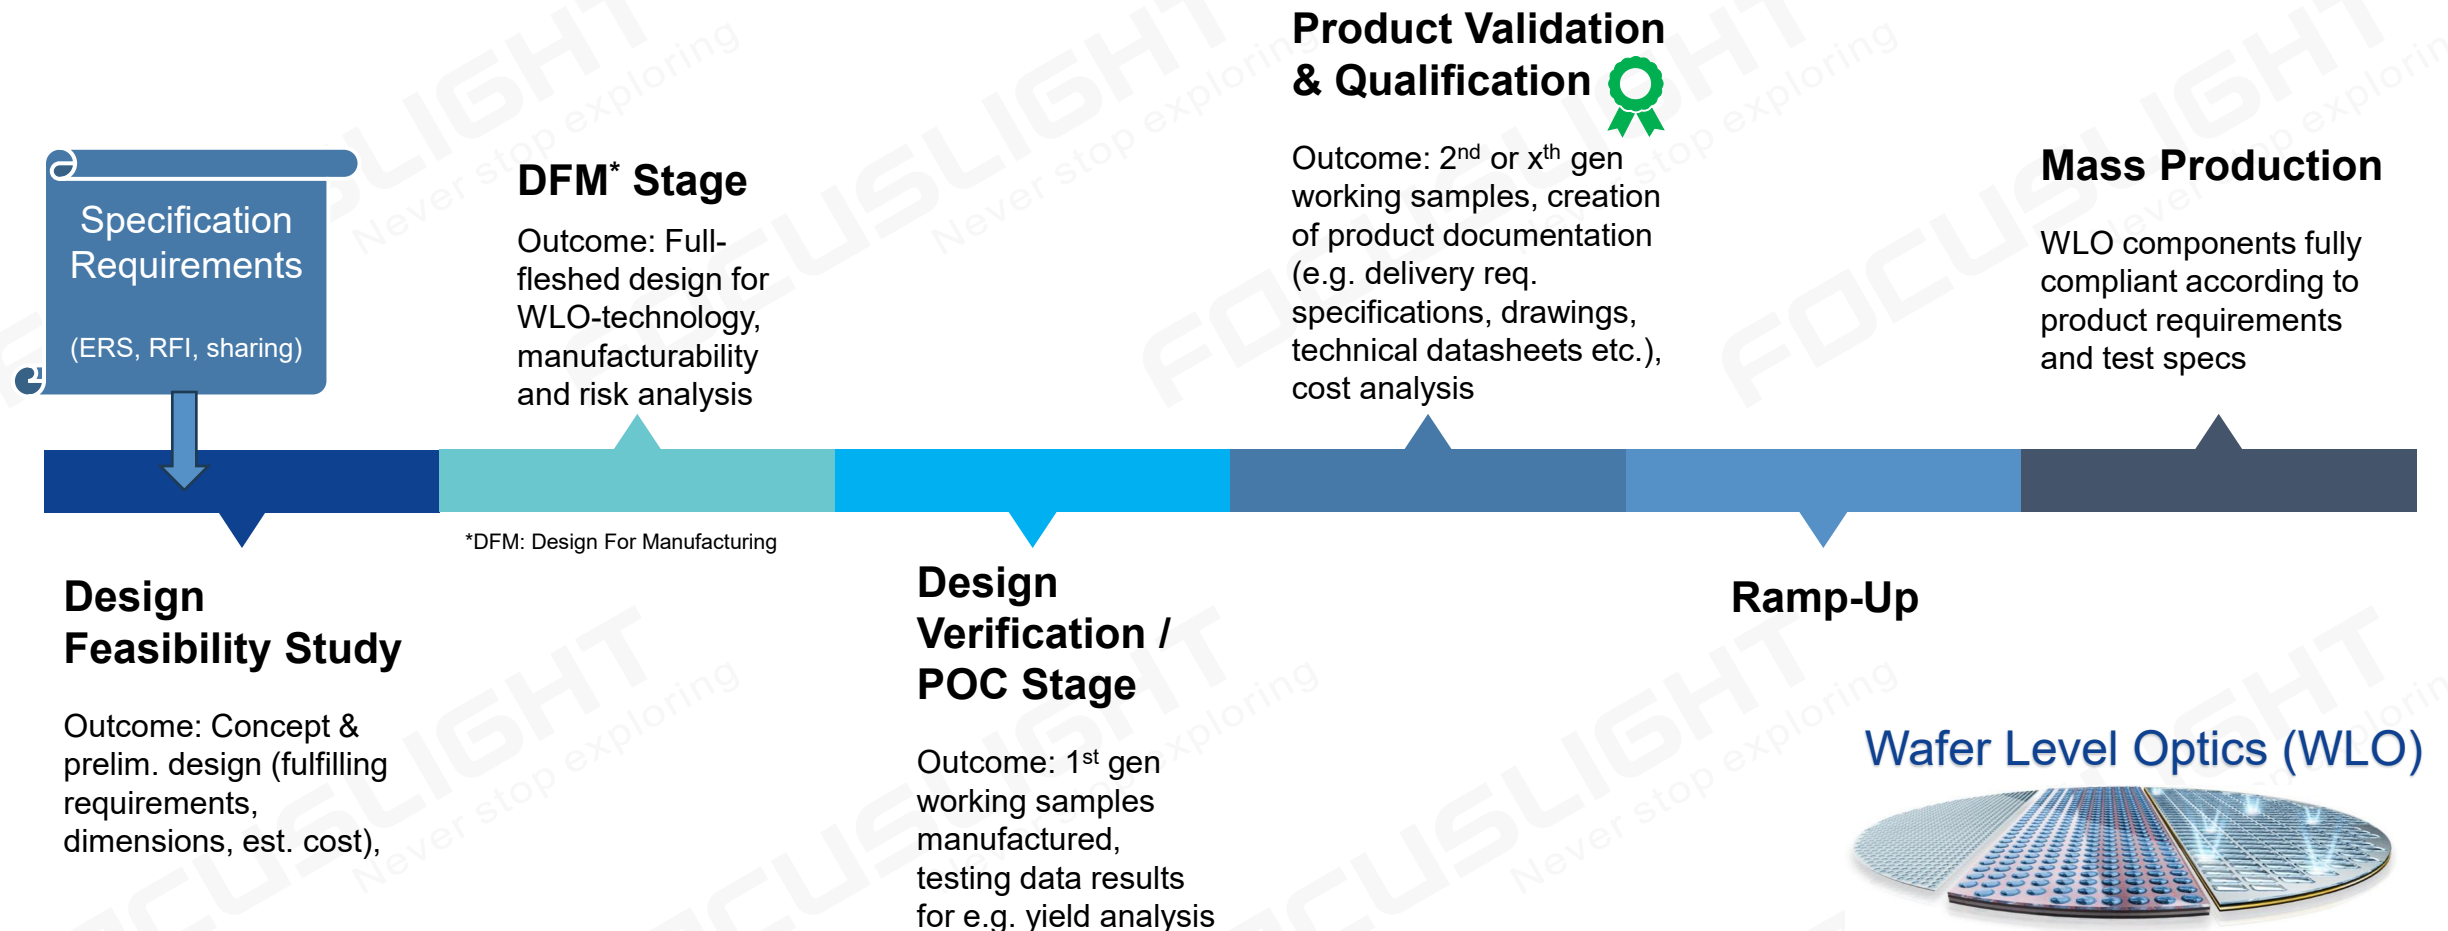 Specification
Requirements
(ERS, RFI, sharing)
Design
Feasibility Study
Outcome: Concept &
prelim. design (fulfilling
requirements,
dimensions, est. cost),
DFM* Stage
Outcome: Full-
fleshed design for
WLO-technology,
manufacturability
and risk analysis
*DFM: Design For Manufacturing
Design
Verification /
POC Stage
Outcome: 1st gen
working samples
manufactured,
testing data results
for e.g. yield analysis
Product Validation
& Qualification
Outcome: 2nd or xth gen
working samples, creation
of product documentation
(e.g. delivery req.
specifications, drawings,
technical datasheets etc.),
cost analysis
Ramp-Up
Mass Production
WLO components fully
compliant according to
product requirements
and test specs
Wafer Level Optics (WLO)
FOCUSLIGHT
Never stop exploring